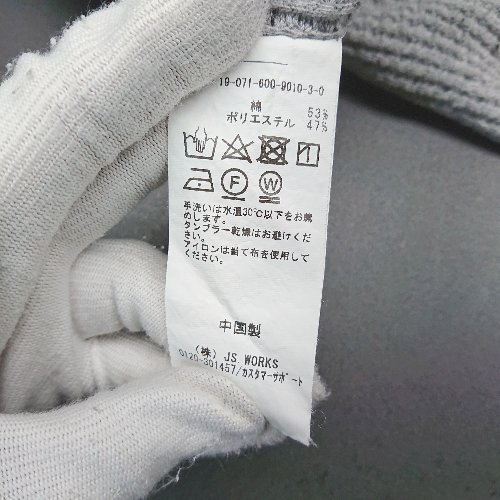 19-071-600-9010-3-0
綿 53%
ポリエステル 47%
F W
手洗いは水温30℃以下をお勧
めします。
タンブラー乾燥はお避けくだ
さい。
アイロンは当て布を使用して
ください。
中国製
(株) J.S. WORKS
0120-301457/カスタマーサポート